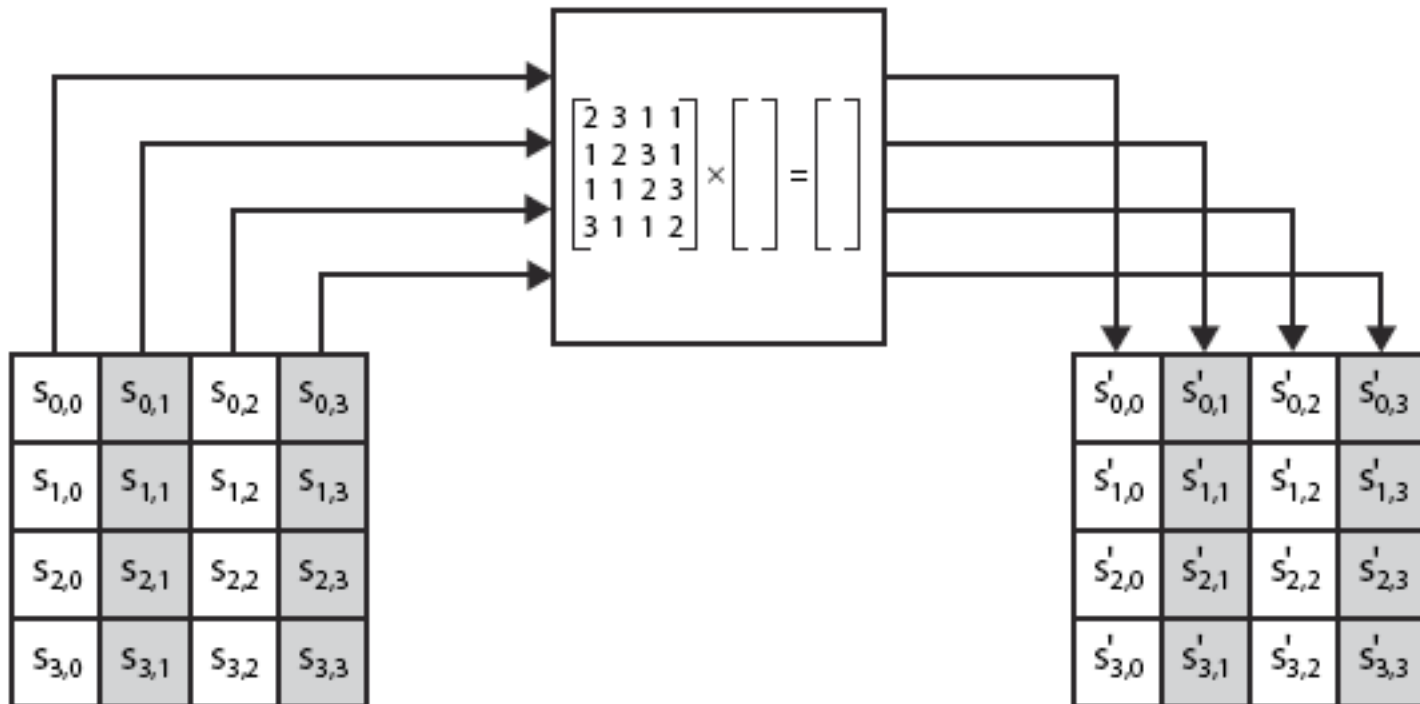 2 3 1 1
1 2 3 1
1 1 2 3
3 1 1 2
× =
S0,0 S0,1 S0,2 S0,3
S1,0 S1,1 S1,2 S1,3
S2,0 S2,1 S2,2 S2,3
S3,0 S3,1 S3,2 S3,3
S'0,0 S'0,1 S'0,2 S'0,3
S'1,0 S'1,1 S'1,2 S'1,3
S'2,0 S'2,1 S'2,2 S'2,3
S'3,0 S'3,1 S'3,2 S'3,3